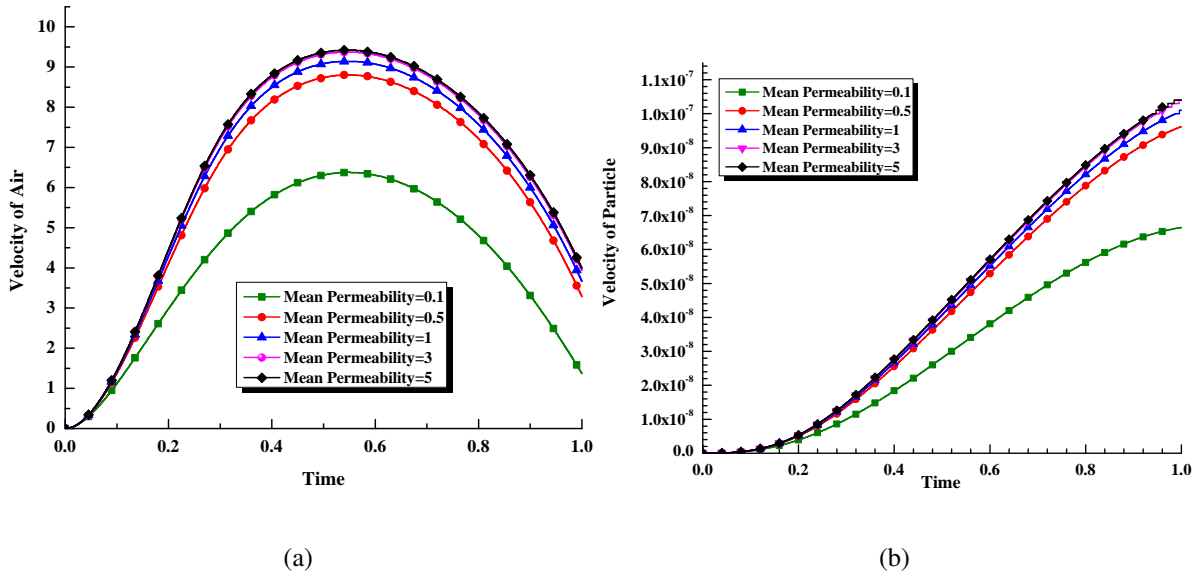 Velocity of Air
10
9
8
7
6
5
4
3
2
1
0
0.0 0.2 0.4 0.6 0.8 1.0
Time
Mean Permeability=0.1
Mean Permeability=0.5
Mean Permeability=1
Mean Permeability=3
Mean Permeability=5
(a)
Velocity of Particle
1.1x10⁻⁷
1.0x10⁻⁷
9.0x10⁻⁸
8.0x10⁻⁸
7.0x10⁻⁸
6.0x10⁻⁸
5.0x10⁻⁸
4.0x10⁻⁸
3.0x10⁻⁸
2.0x10⁻⁸
1.0x10⁻⁸
0.0
0.0 0.2 0.4 0.6 0.8 1.0
Time
Mean Permeability=0.1
Mean Permeability=0.5
Mean Permeability=1
Mean Permeability= 3
Mean Permeability= 5
(b)